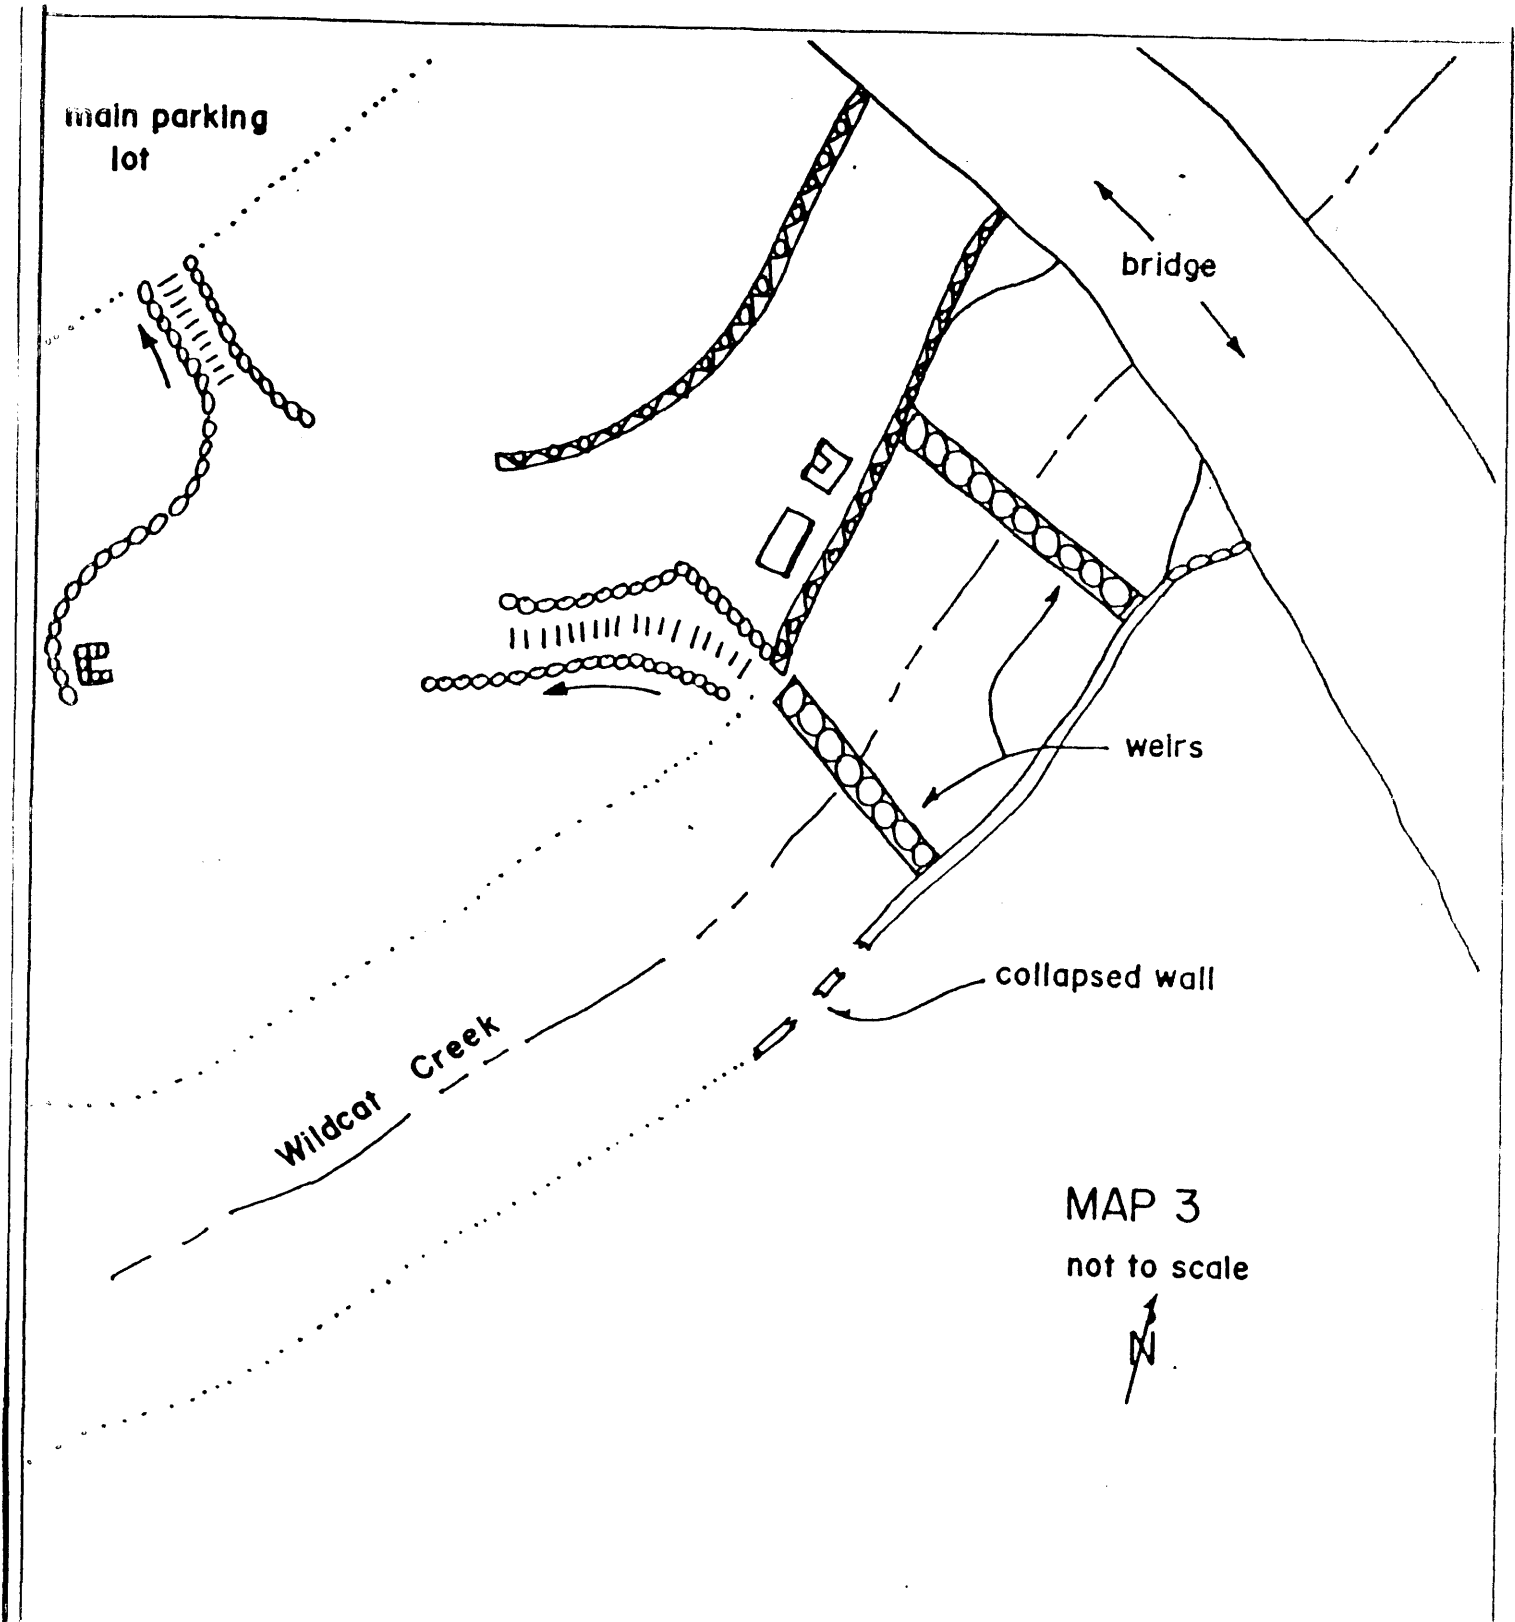 main parking
lot
bridge
weirs
collapsed wall
Wildcat Creek
MAP 3
not to scale
N